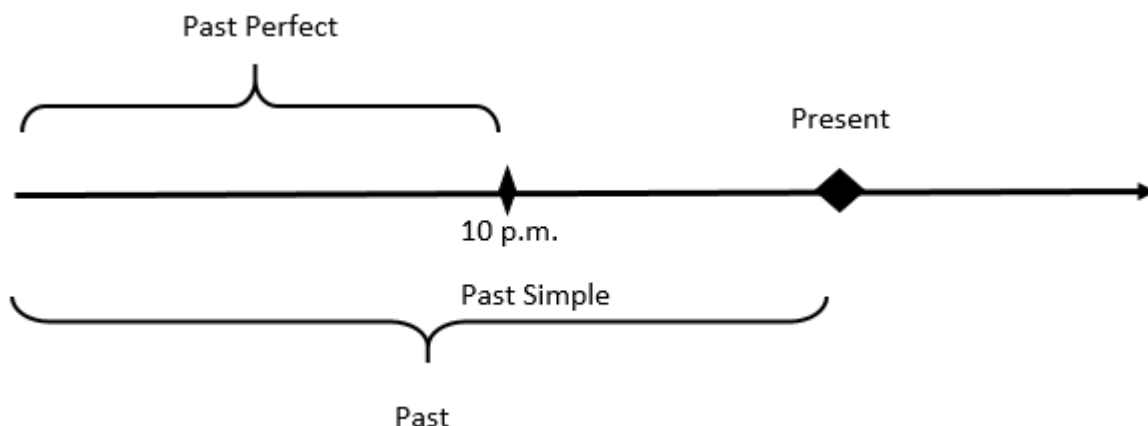 Past Perfect
Present
10 p.m.
Past Simple
Past